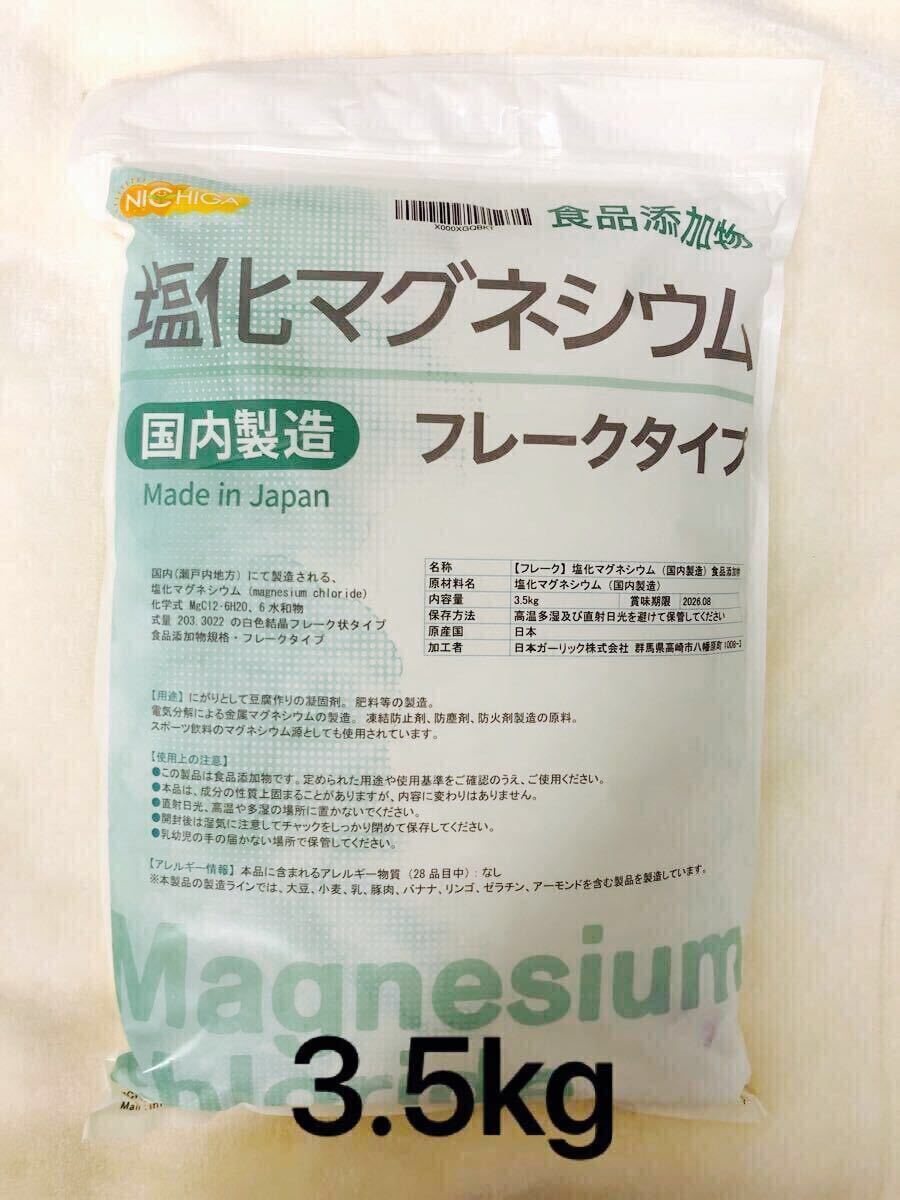 NICHIGA
X000XGQBKT
食品添加物
塩化マグネシウム
国内製造
フレークタイプ
Made in Japan
国内(瀬戸内地方)にて製造される、
塩化マグネシウム (magnesium chloride)
化学式 MgCl2・6H2O、6水和物
式量 203.3022 の白色結晶フレーク状タイプ
食品添加物規格・フレークタイプ
名称 【フレーク】塩化マグネシウム（国内製造）食品添加物
原材料名 塩化マグネシウム（国内製造）
内容量 3.5kg 賞味期限 2026.08
保存方法 高温多湿及び直射日光を避けて保管してください
原産国 日本
加工者 日本ガーリック株式会社 群馬県高崎市八幡原町1008-3
【用途】にがりとして豆腐作りの凝固剤。肥料等の製造。
電気分解による金属マグネシウムの製造。凍結防止剤、防塵剤、防火剤製造の原料。
スポーツ飲料のマグネシウム源としても使用されています。
【使用上の注意】
●この製品は食品添加物です。定められた用途や使用基準をご確認のうえ、ご使用ください。
●本品は、成分の性質上固まることがありますが、内容に変わりはありません。
●直射日光、高温や多湿の場所に置かないでください。
●開封後は湿気に注意してチャックをしっかり閉めて保存してください。
●乳幼児の手の届かない場所で保管してください。
【アレルギー情報】本品に含まれるアレルギー物質（28品目中）：なし
※本製品の製造ラインでは、大豆、小麦、乳、豚肉、バナナ、リンゴ、ゼラチン、アーモンドを含む製品を製造しています。
Magnesium
Chloride
3.5kg